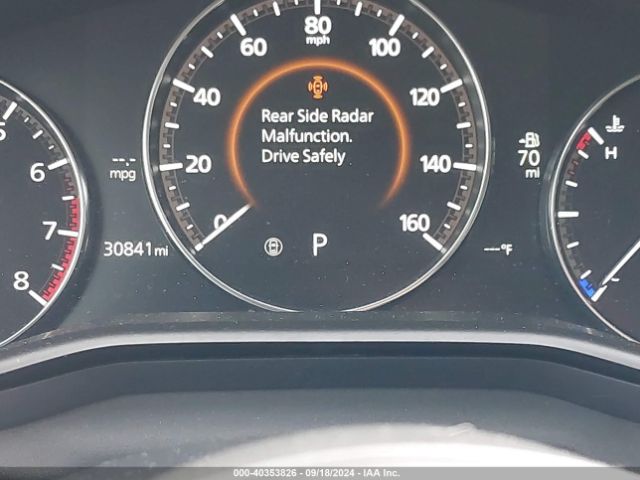 5
6
7
8
--.- mpg
30841 mi
0
20
40
60
80
mph
100
120
140
160
Rear Side Radar
Malfunction.
Drive Safely
P
70
mi
---°F
H
000-40353826 - 09/18/2024 - IAA Inc.